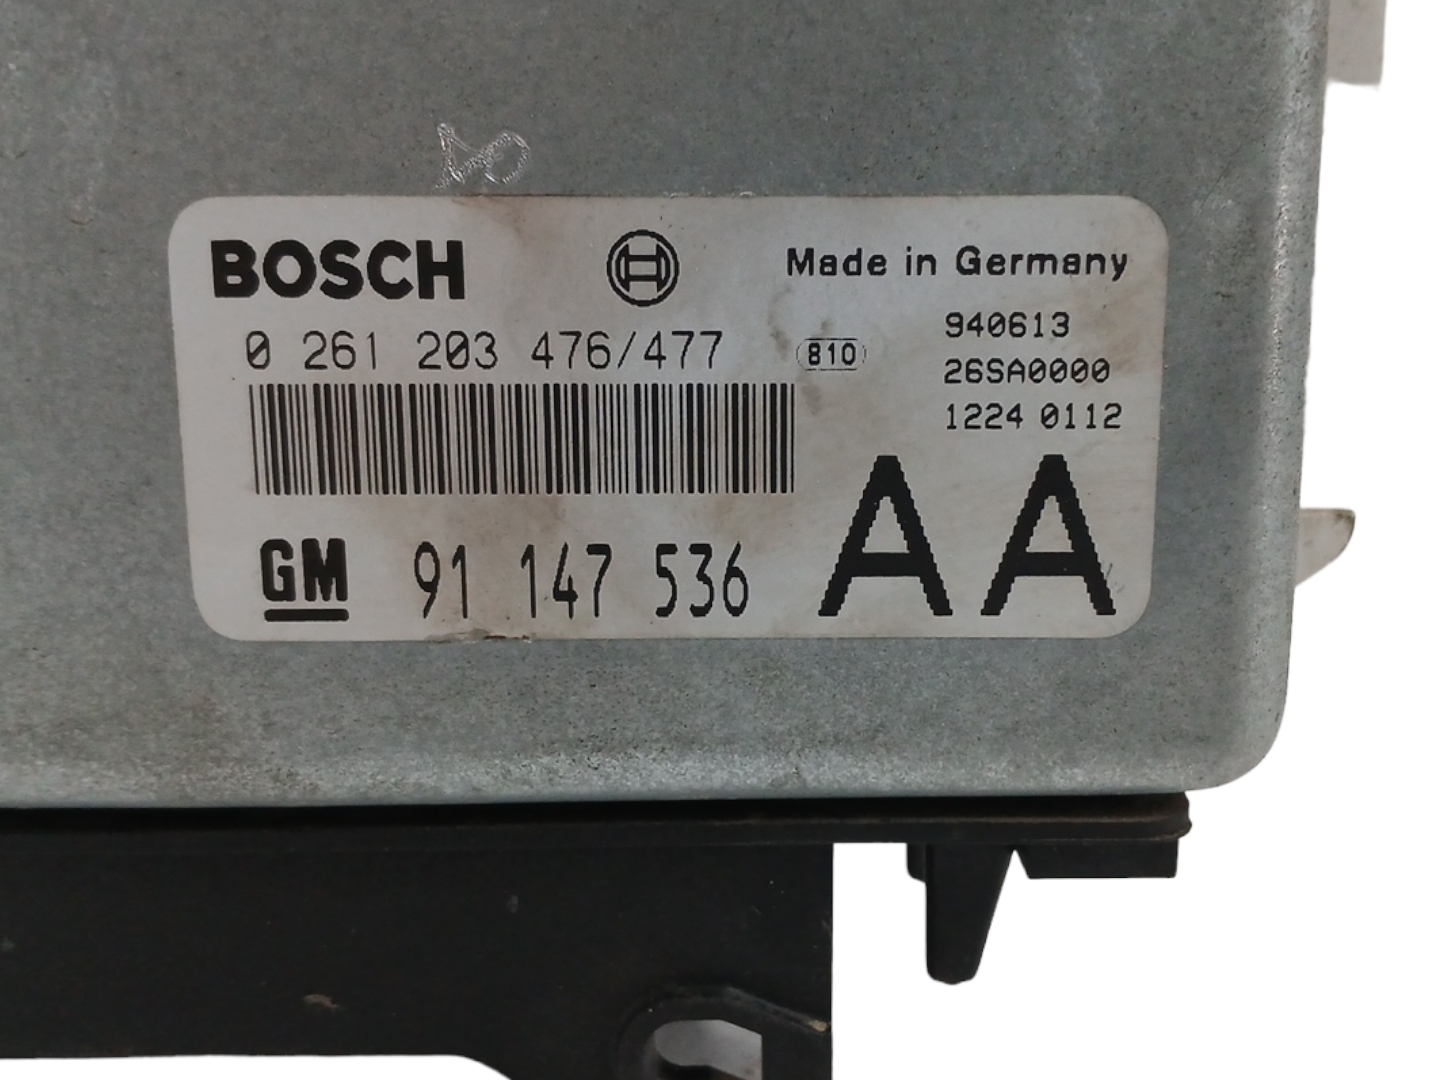 BOSCH
Made in Germany
0 261 203 476/477
810
940613
26SA0000
1224 0112
GM 91 147 536
AA